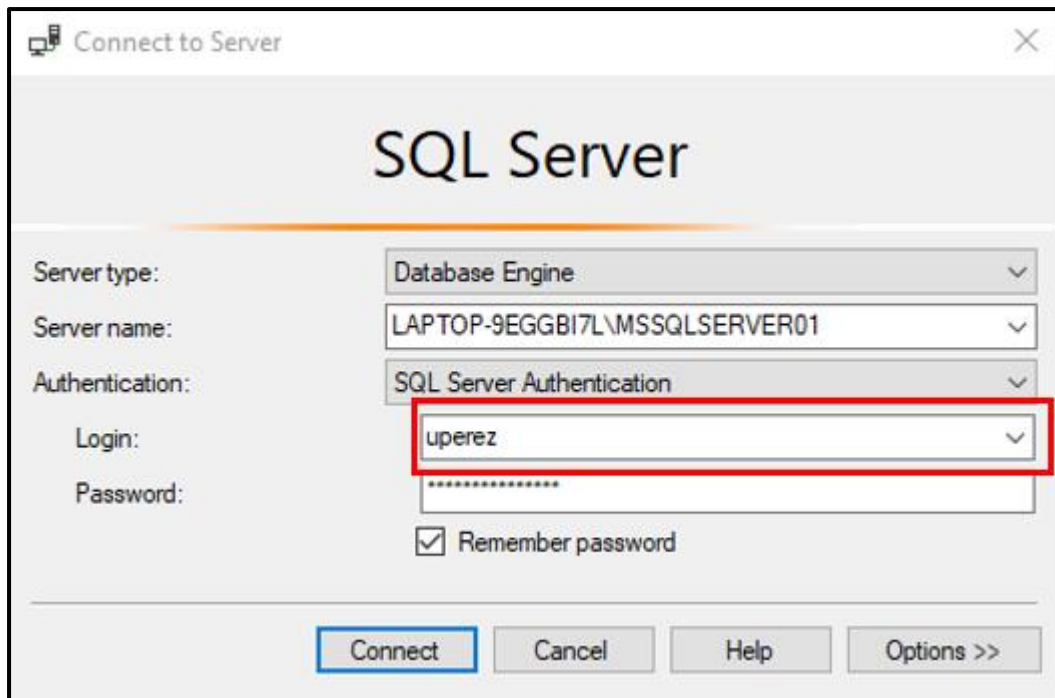 Connect to Server
SQL Server
Server type: Database Engine
Server name: LAPTOP-9EGGBI7L\MSSQLSERVER01
Authentication: SQL Server Authentication
Login: uperez
Password: ***************
Remember password
Connect Cancel Help Options >>